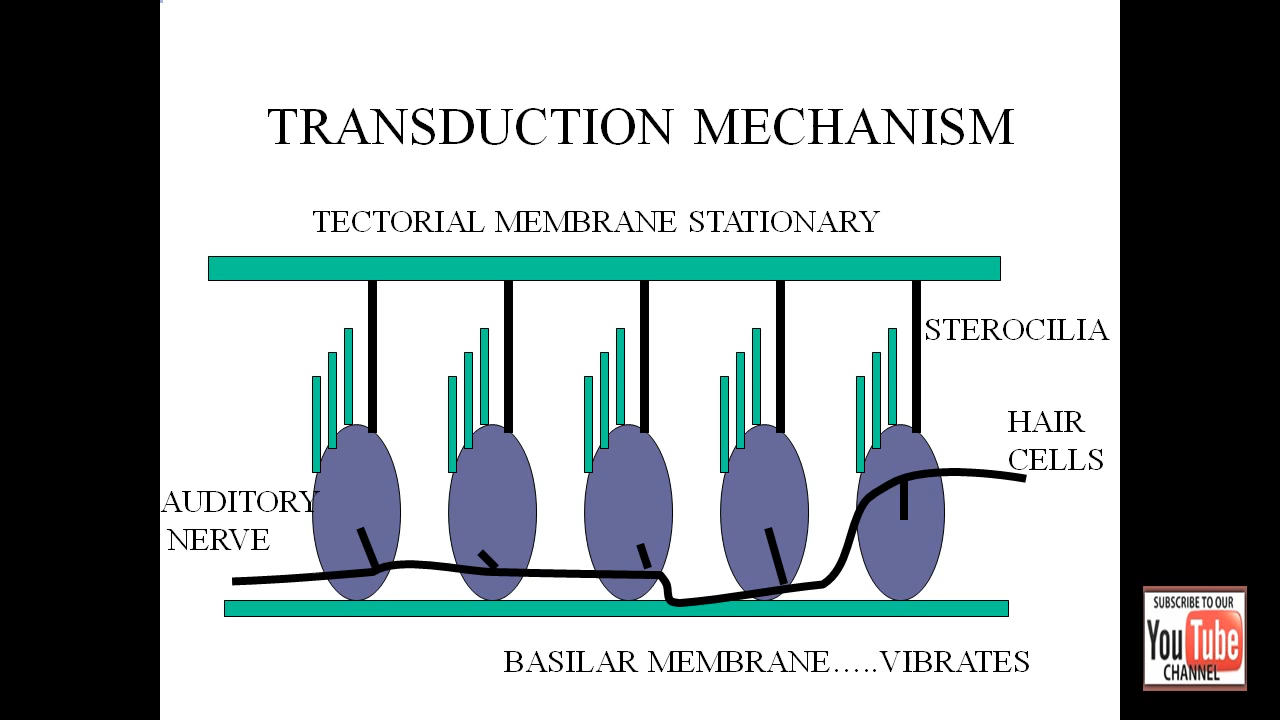 TRANSDUCTION MECHANISM
TECTORIAL MEMBRANE STATIONARY
STEROCILIA
HAIR
CELLS
AUDITORY
NERVE
BASILAR MEMBRANE…..VIBRATES
SUBSCRIBE TO OUR
YouTube
CHANNEL